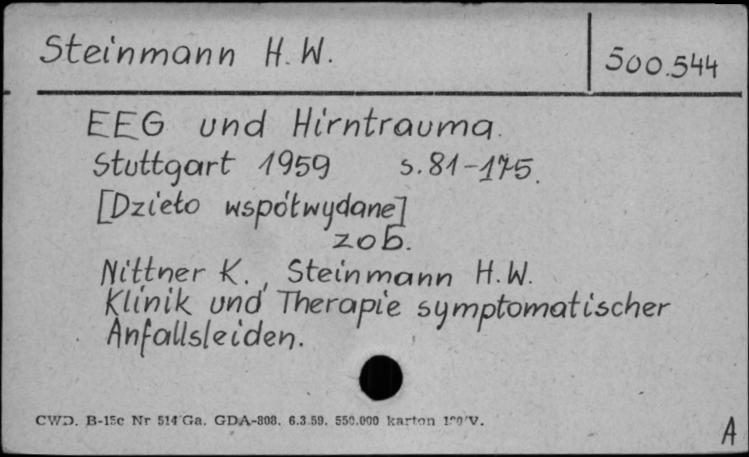 Steinmann H. W.
500.544
EEG und Hirntrauma.
Stuttgart 1959 s. 81-175.
[Dzieło współwydane]
zob.
Nittner K., Steinmann H. W.
Klinik und Therapie symptomatischer
Anfallsleiden.
CWD. B-15c Nr 514 Ga. GDA-808. 6.3.59. 550.000 karton V.
A